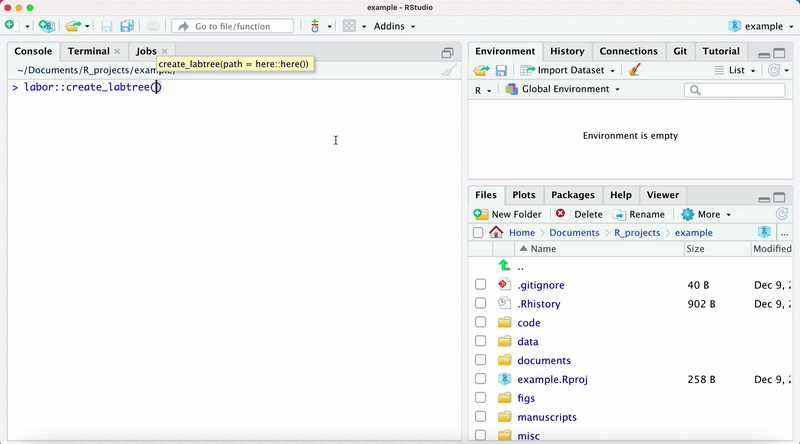 example - RStudio
Go to file/function
Addins
example
Console Terminal Jobs
create_labtree(path = here::here())
~/Documents/R_projects/example/
> labor::create_labtree()
Environment History Connections Git Tutorial
Import Dataset List
R Global Environment
Environment is empty
Files Plots Packages Help Viewer
New Folder Delete Rename More
Home Documents R_projects example ...
Name Size Modified
..
.gitignore 40 B Dec 9, 2
.Rhistory 902 B Dec 9, 2
code
data
documents
example.Rproj 258 B Dec 9, 2
figs
manuscripts
misc